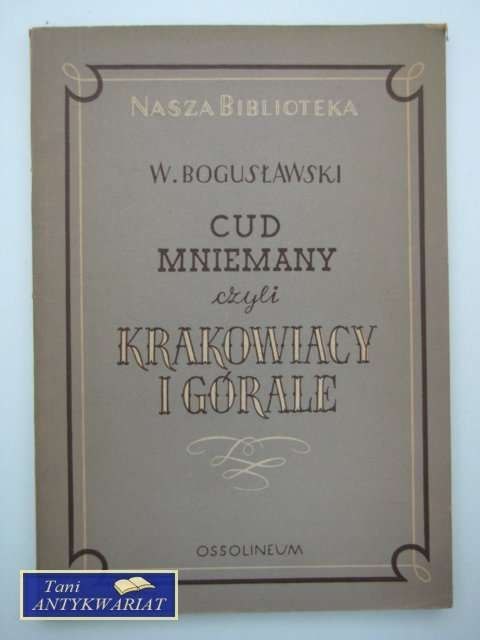 NASZA BIBLIOTEKA
W. BOGUSŁAWSKI
CUD
MNIEMANY
czyli
KRAKOWIACY
I GÓRALE
OSSOLINEUM
Tani
ANTYKWARIAT